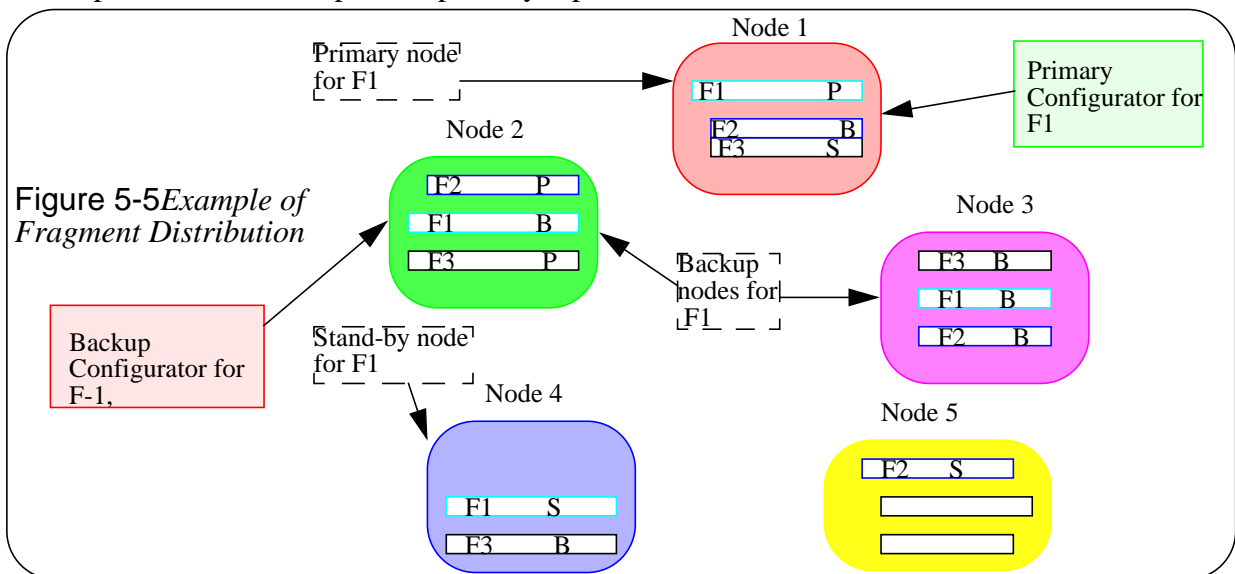 Node 1
Primary node
for F1
Primary
Configurator for
F1
F1 P
F2 B
F3 S
Node 2
Figure 5-5 Example of
Fragment Distribution
F2 P
F1 B
F3 P
Node 3
Backup
nodes for
F1
F3 B
F1 B
F2 B
Backup
Configurator for
F-1,
Stand-by node
for F1
Node 4
F1 S
F3 B
Node 5
F2 S